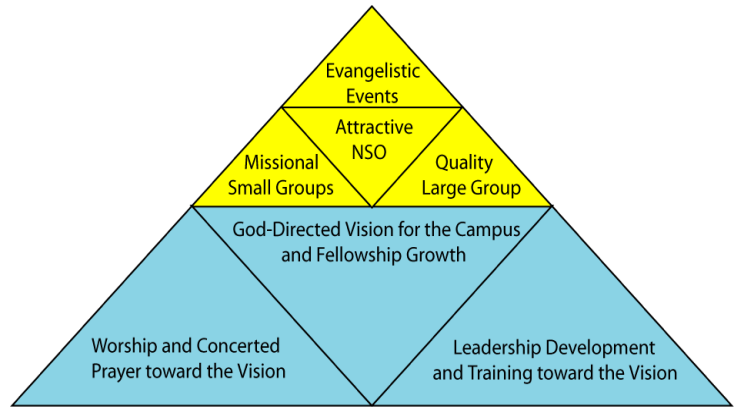 Evangelistic
Events
Attractive
NSO
Missional
Small Groups
Quality
Large Group
God-Directed Vision for the Campus
and Fellowship Growth
Worship and Concerted
Prayer toward the Vision
Leadership Development
and Training toward the Vision